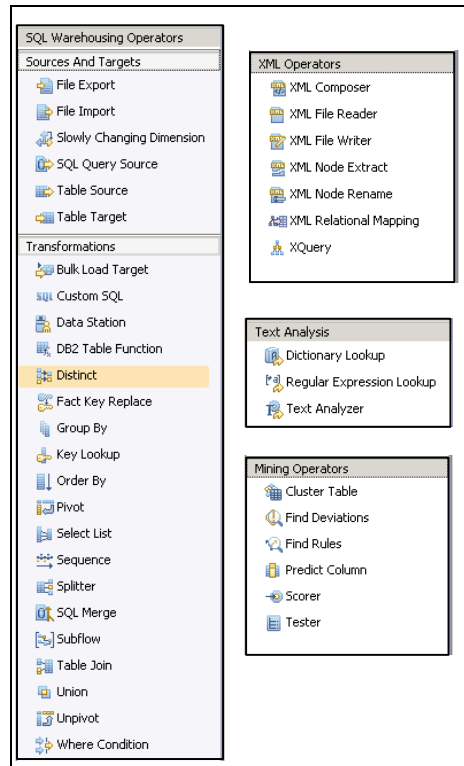 SQL Warehousing Operators
Sources And Targets
File Export
File Import
Slowly Changing Dimension
SQL Query Source
Table Source
Table Target
Transformations
Bulk Load Target
SQL Custom SQL
Data Station
DB2 Table Function
Distinct
Fact Key Replace
Group By
Key Lookup
Order By
Pivot
Select List
Sequence
Splitter
SQL Merge
Subflow
Table Join
Union
Unpivot
Where Condition
XML Operators
XML Composer
XML File Reader
XML File Writer
XML Node Extract
XML Node Rename
XML Relational Mapping
XQuery
Text Analysis
Dictionary Lookup
Regular Expression Lookup
Text Analyzer
Mining Operators
Cluster Table
Find Deviations
Find Rules
Predict Column
Scorer
Tester